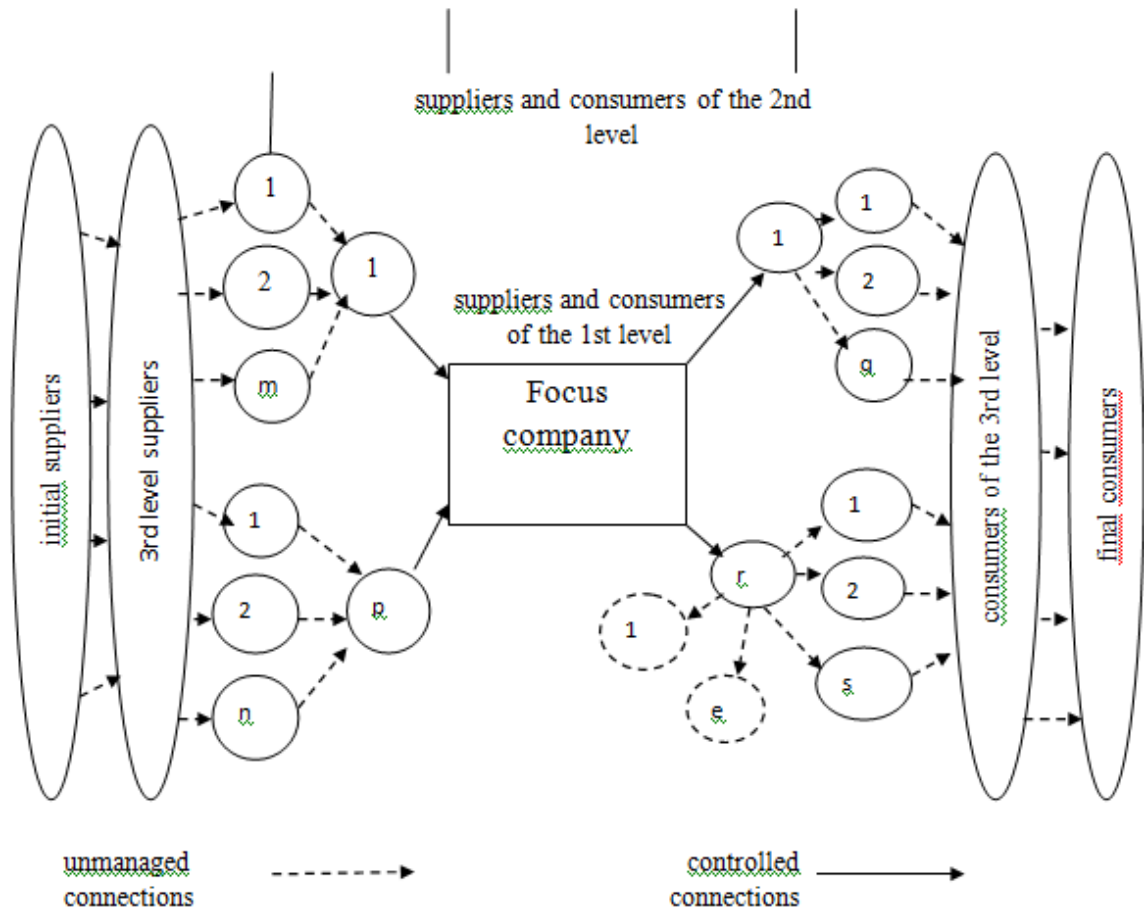 suppliers and consumers of the 2nd
level
1
2
m
1
suppliers and consumers
of the 1st level
Focus
company
1
1
2
q
initial suppliers
3rd level suppliers
1
2
n
p
r
1
e
1
2
s
consumers of the 3rd level
final consumers
unmanaged
connections
controlled
connections